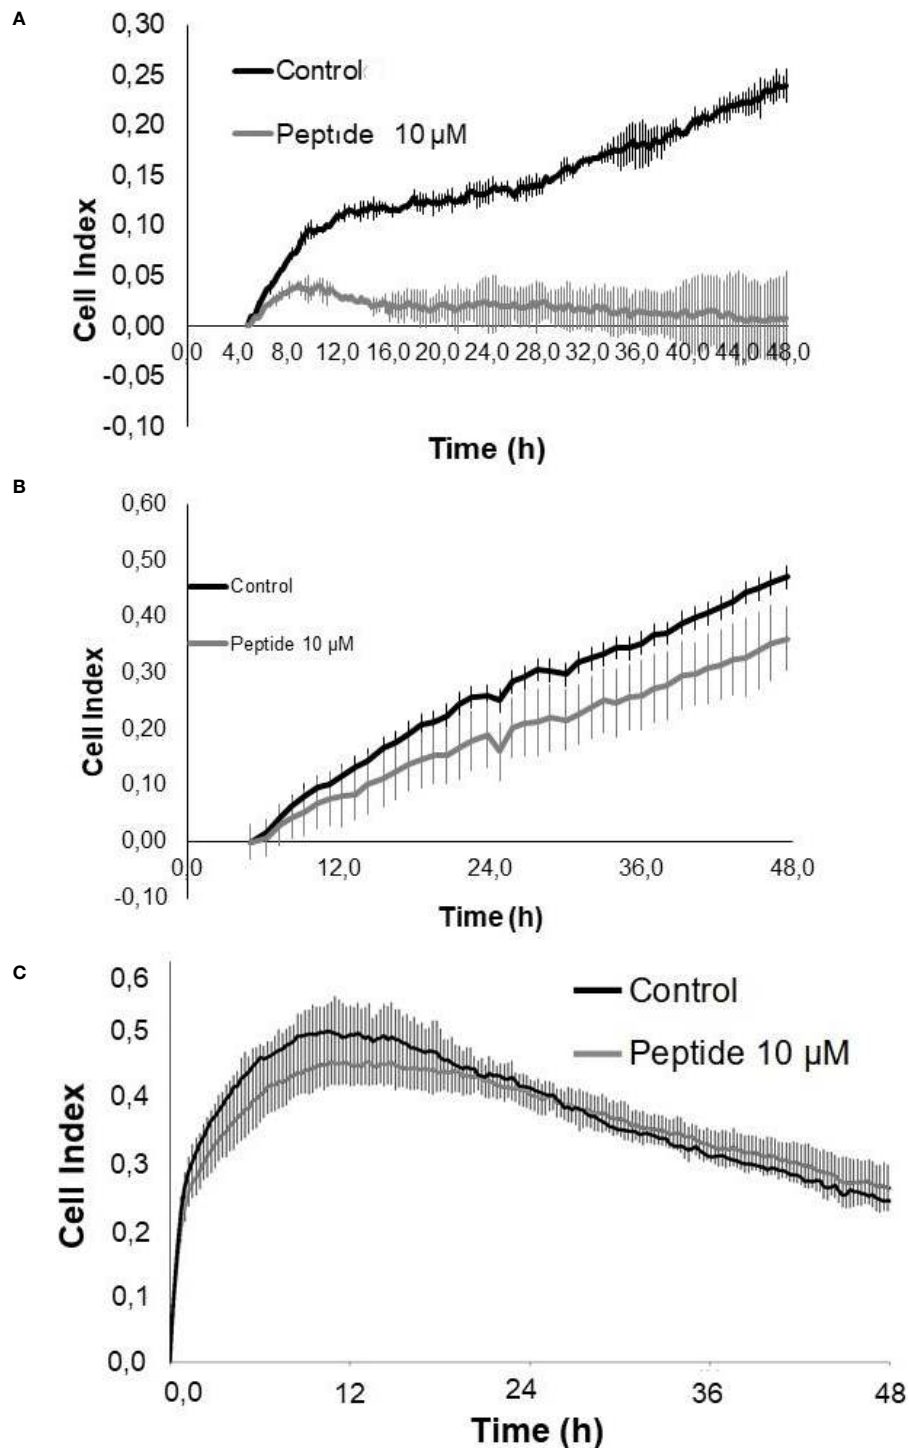 A
0,30
0,25
0,20
0,15
0,10
0,05
0,00
-0,05
-0,10
Cell Index
Control
Peptide 10 µM
0,0 4,0 8,0 12,0 16,0 20,0 24,0 28,0 32,0 36,0 40,0 44,0 48,0
Time (h)
B
0,60
0,50
0,40
0,30
0,20
0,10
0,00
-0,10
Cell Index
Control
Peptide 10 µM
0,0 12,0 24,0 36,0 48,0
Time (h)
C
0,6
0,5
0,4
0,3
0,2
0,1
0,0
Cell Index
Control
Peptide 10 µM
0,0 12 24 36 48
Time (h)